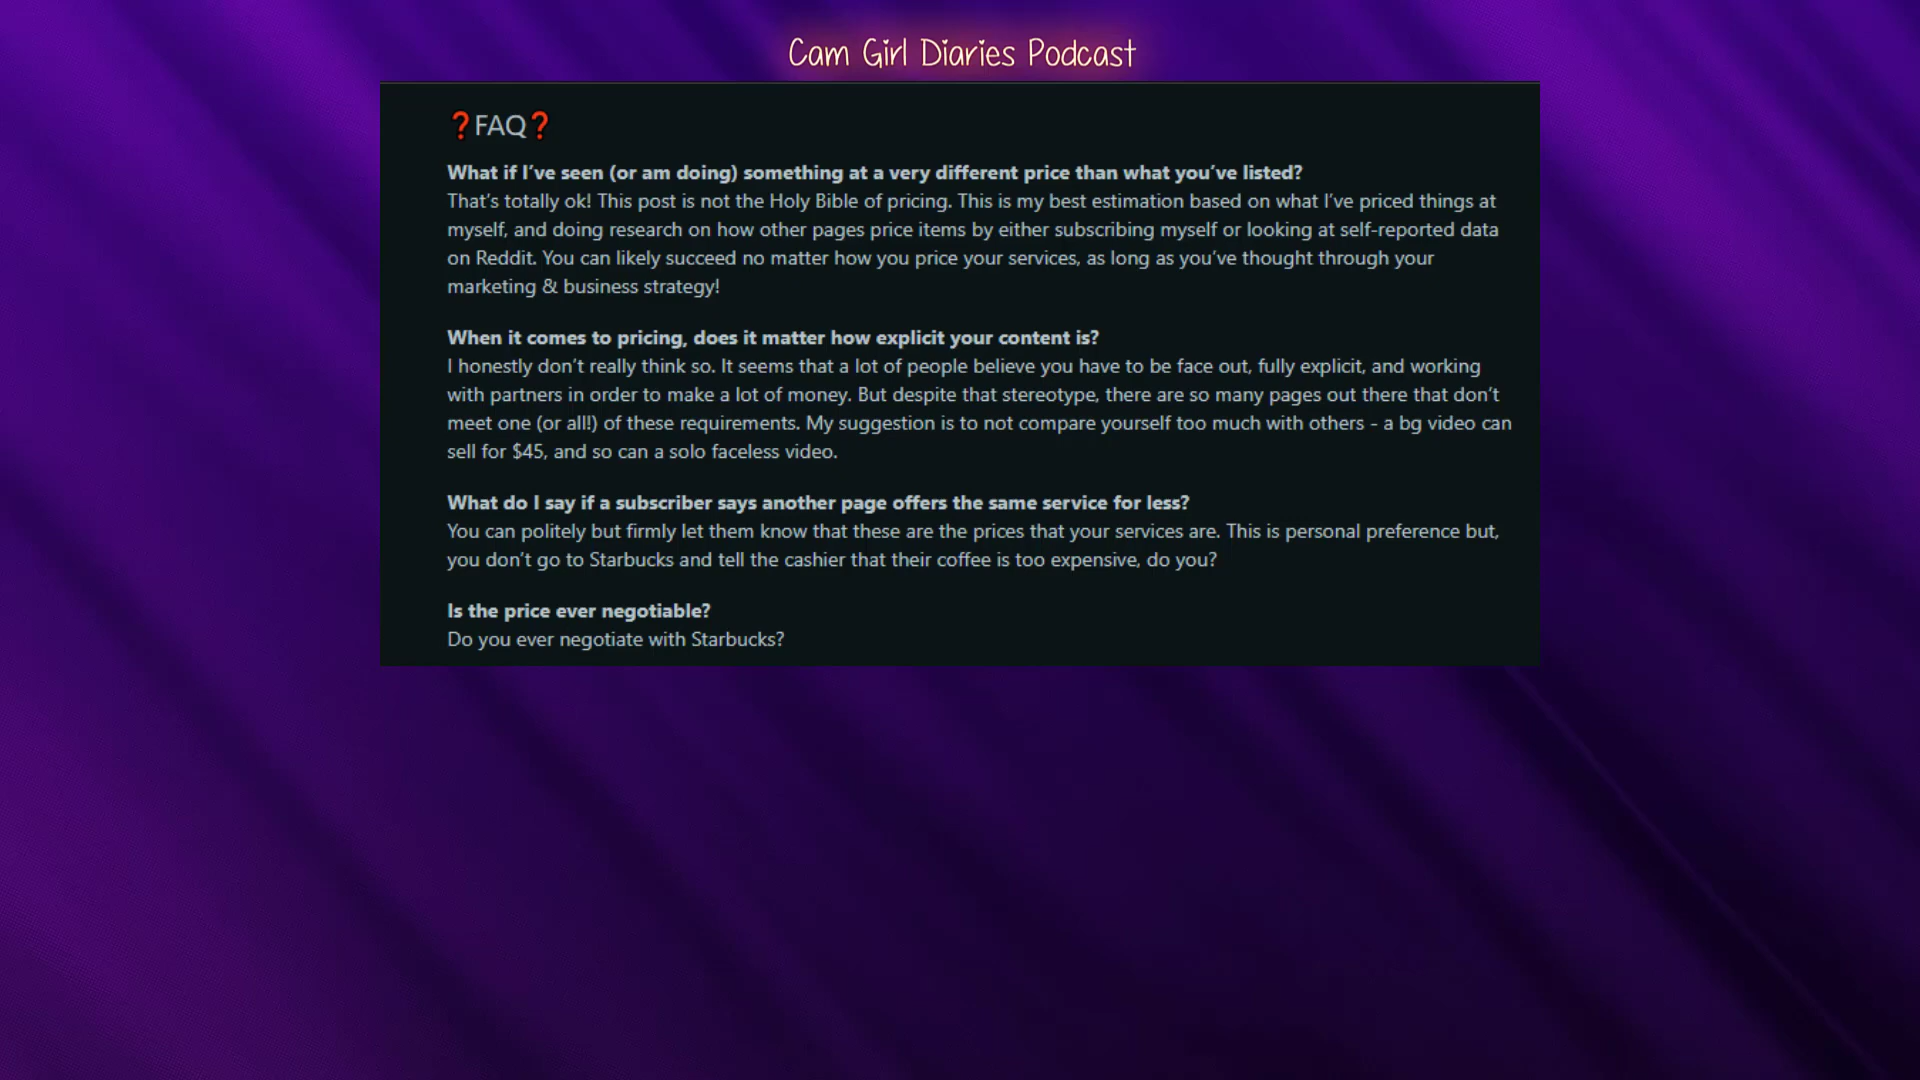 Cam Girl Diaries Podcast
❓FAQ❓
What if I've seen (or am doing) something at a very different price than what you've listed?
That's totally ok! This post is not the Holy Bible of pricing. This is my best estimation based on what I've priced things at
myself, and doing research on how other pages price items by either subscribing myself or looking at self-reported data
on Reddit. You can likely succeed no matter how you price your services, as long as you've thought through your
marketing & business strategy!
When it comes to pricing, does it matter how explicit your content is?
I honestly don't really think so. It seems that a lot of people believe you have to be face out, fully explicit, and working
with partners in order to make a lot of money. But despite that stereotype, there are so many pages out there that don't
meet one (or all!) of these requirements. My suggestion is to not compare yourself too much with others - a bg video can
sell for $45, and so can a solo faceless video.
What do I say if a subscriber says another page offers the same service for less?
You can politely but firmly let them know that these are the prices that your services are. This is personal preference but,
you don't go to Starbucks and tell the cashier that their coffee is too expensive, do you?
Is the price ever negotiable?
Do you ever negotiate with Starbucks?